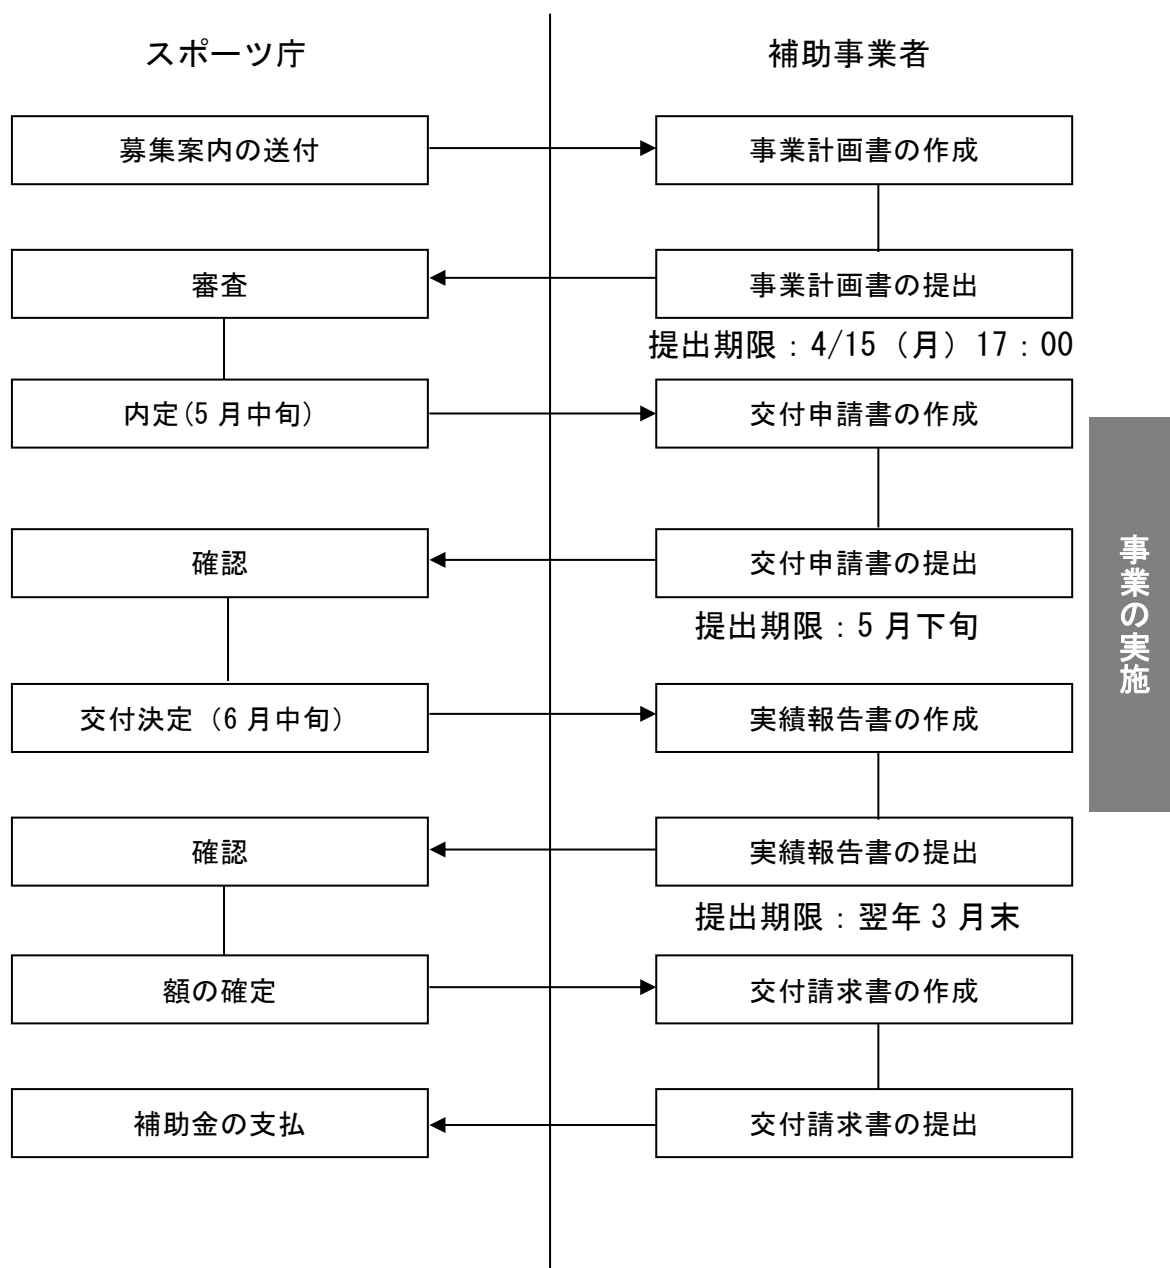 スポーツ庁
補助事業者
募集案内の送付
事業計画書の作成
審査
事業計画書の提出
提出期限：4/15（月）17：00
内定(5月中旬)
交付申請書の作成
確認
交付申請書の提出
提出期限：5月下旬
交付決定（6月中旬）
実績報告書の作成
確認
実績報告書の提出
提出期限：翌年3月末
額の確定
交付請求書の作成
補助金の支払
交付請求書の提出
事業の実施